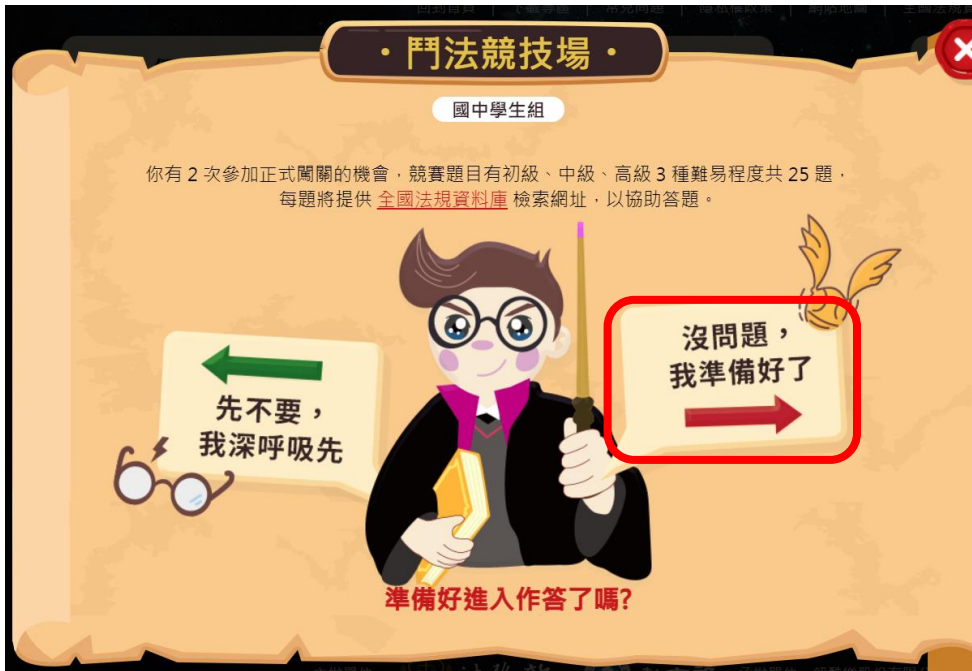 ・鬥法競技場・
國中學生組
你有 2 次參加正式闖關的機會，競賽題目有初級、中級、高級 3 種難易程度共 25 題，
每題將提供 全國法規資料庫 檢索網址，以協助答題。
先不要，
我深呼吸先
沒問題，
我準備好了
準備好進入作答了嗎?